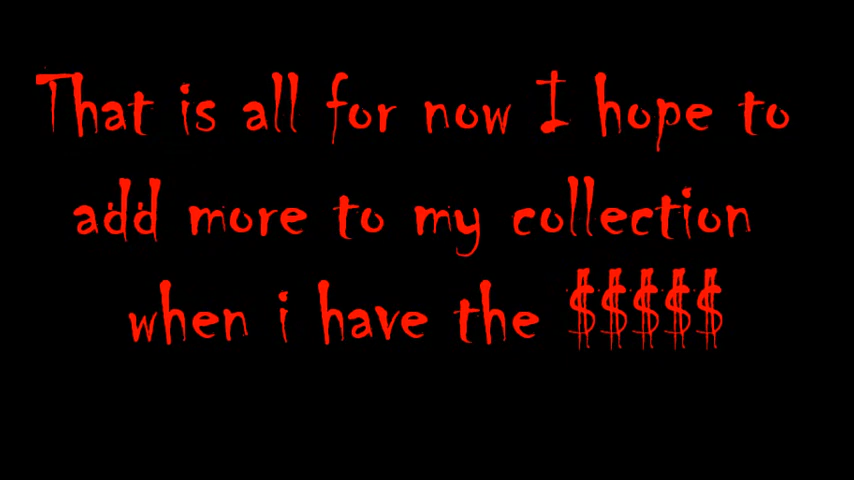 That is all for now I hope to
add more to my collection
when i have the $$$$$